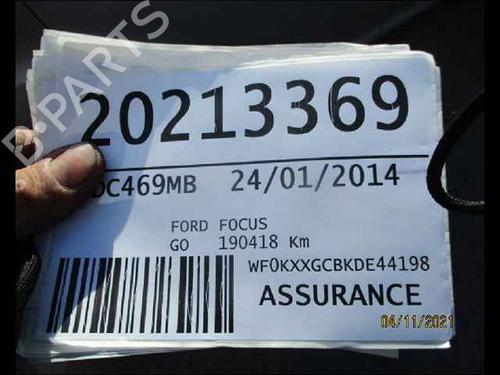 20213369
DC469MB 24/01/2014
FORD FOCUS
GO 190418 Km
WF0KXXGCBKDE44198
ASSURANCE
04/11/2021
B-PARTS